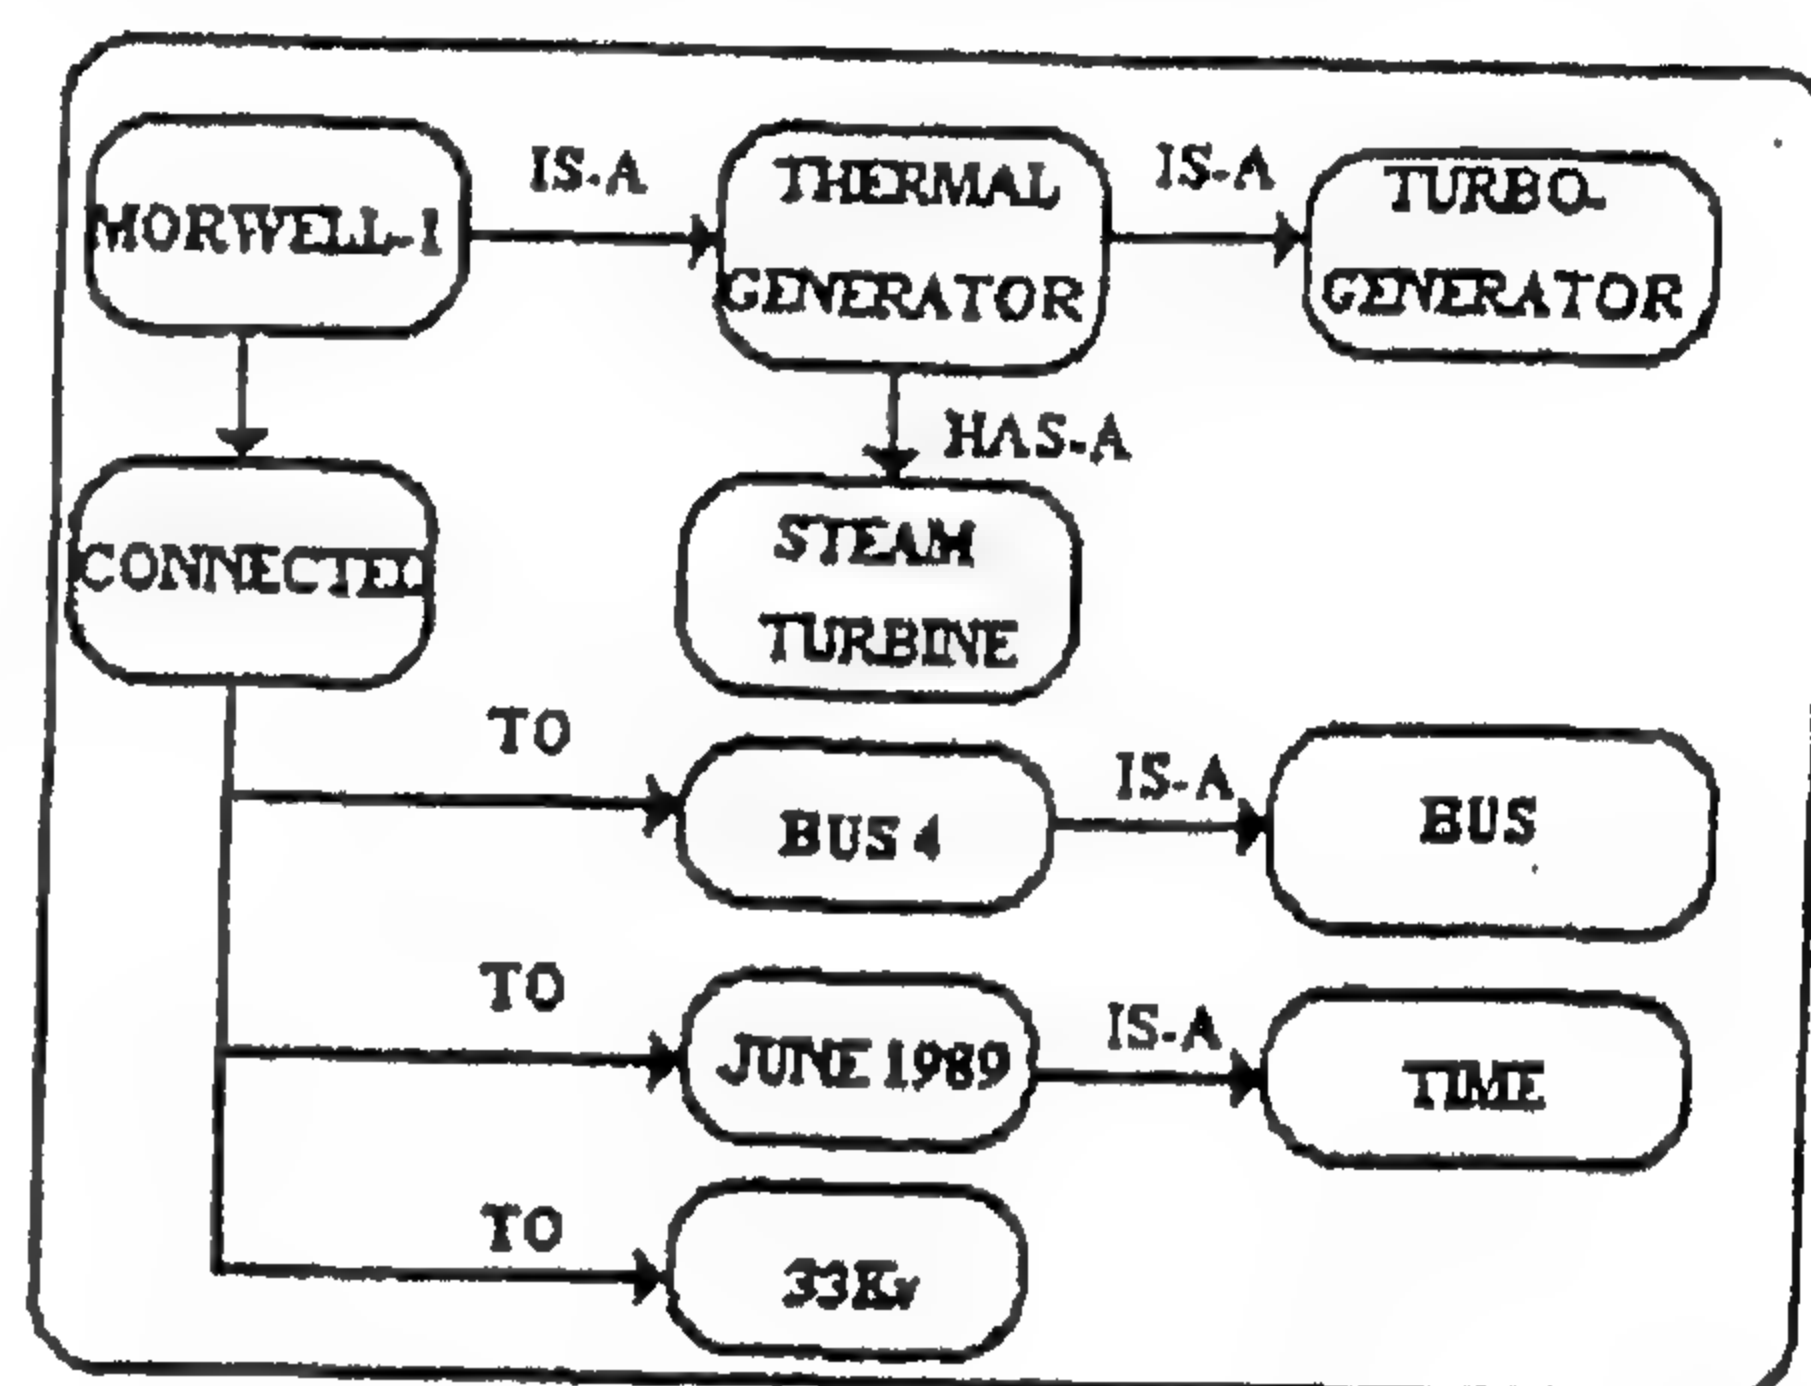 MORWELL-1
IS-A
THERMAL
GENERATOR
IS-A
TURBO-
GENERATOR
HAS-A
CONNECTED
STEAM
TURBINE
TO
BUS 4
IS-A
BUS
TO
JUNE 1989
IS-A
TIME
TO
33Kv